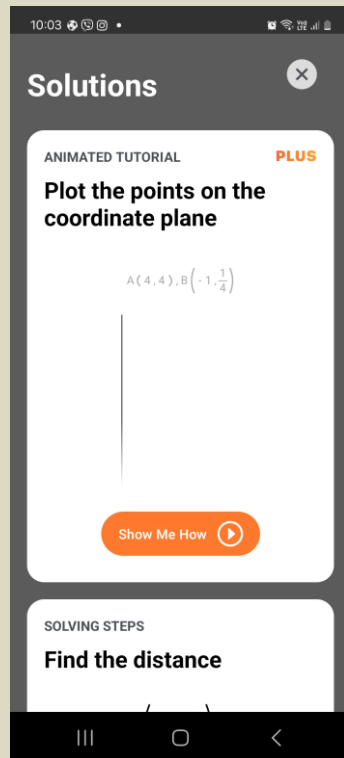 10:03
Solutions
ANIMATED TUTORIAL PLUS
Plot the points on the
coordinate plane
A(4,4),B(-1,1/4)
Show Me How
SOLVING STEPS
Find the distance